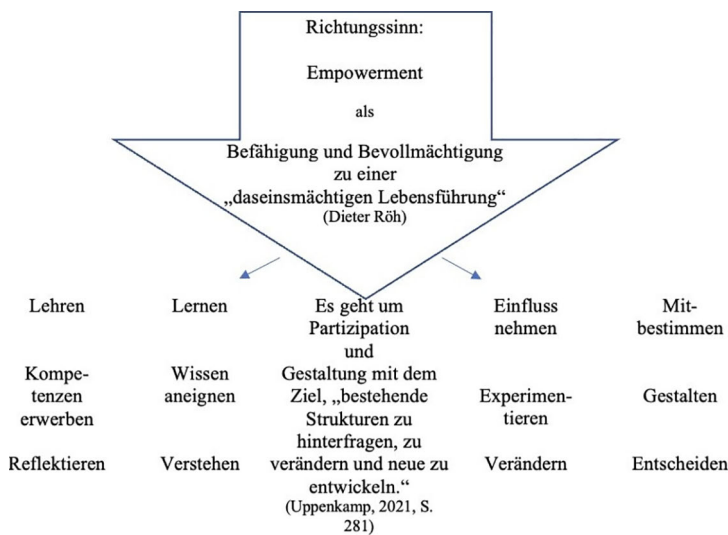 Richtungssinn:
Empowerment
als
Befähigung und Bevollmächtigung
zu einer
„daseinsmächtigen Lebensführung“
(Dieter Röh)
Lehren
Kompe-
tenzen
erwerben
Reflektieren
Lernen
Wissen
aneignen
Verstehen
Es geht um
Partizipation
und
Gestaltung mit dem
Ziel, „bestehende
Strukturen zu
hinterfragen, zu
verändern und neue zu
entwickeln.“
(Uppenkamp, 2021, S.
281)
Einfluss
nehmen
Experimen-
tieren
Verändern
Mit-
bestimmen
Gestalten
Entscheiden